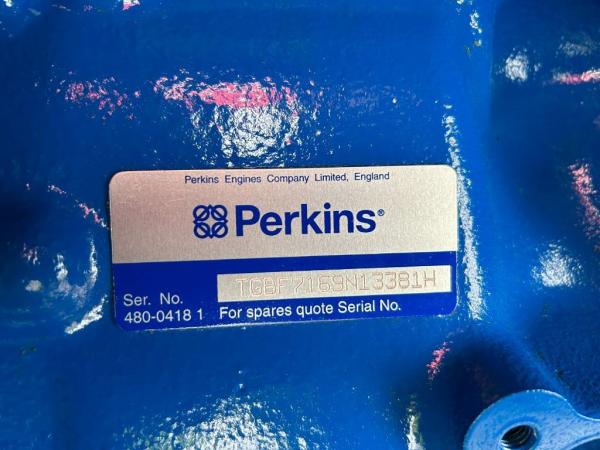 Perkins Engines Company Limited, England
Perkins®
Ser. No. TGBF7169N13381H
480-0418 1 For spares quote Serial No.